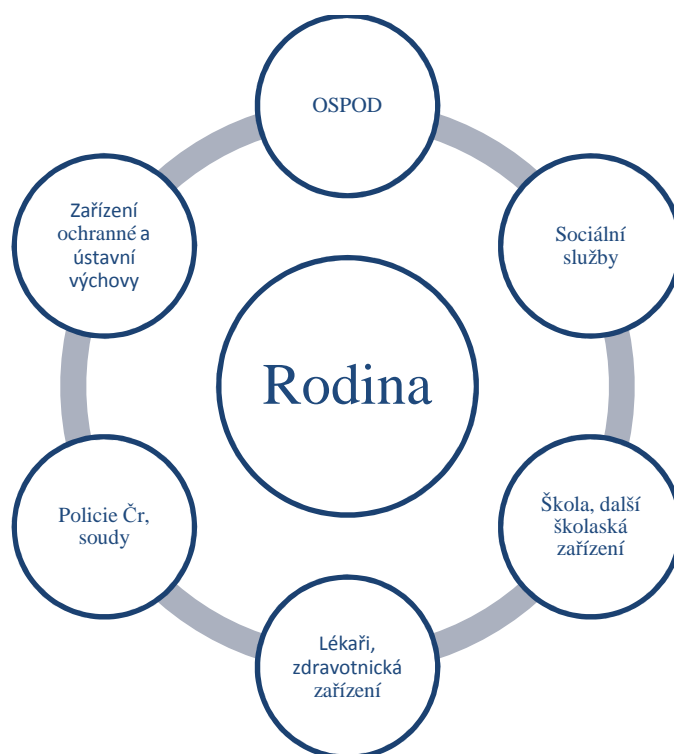 OSPOD
Zařízení
ochranné a
ústavní
výchovy
Sociální
služby
Rodina
Policie Čr,
soudy
Škola, další
školaská
zařízení
Lékaři,
zdravotnická
zařízení